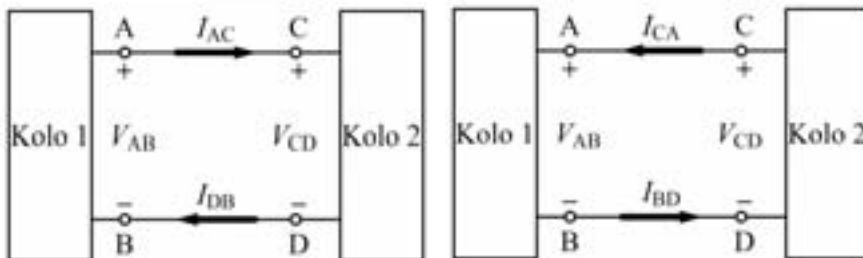 A I_AC C
+ +
Kolo 1 V_AB V_CD Kolo 2
− I_DB −
B D
A I_CA C
+ +
Kolo 1 V_AB V_CD Kolo 2
− I_BD −
B D